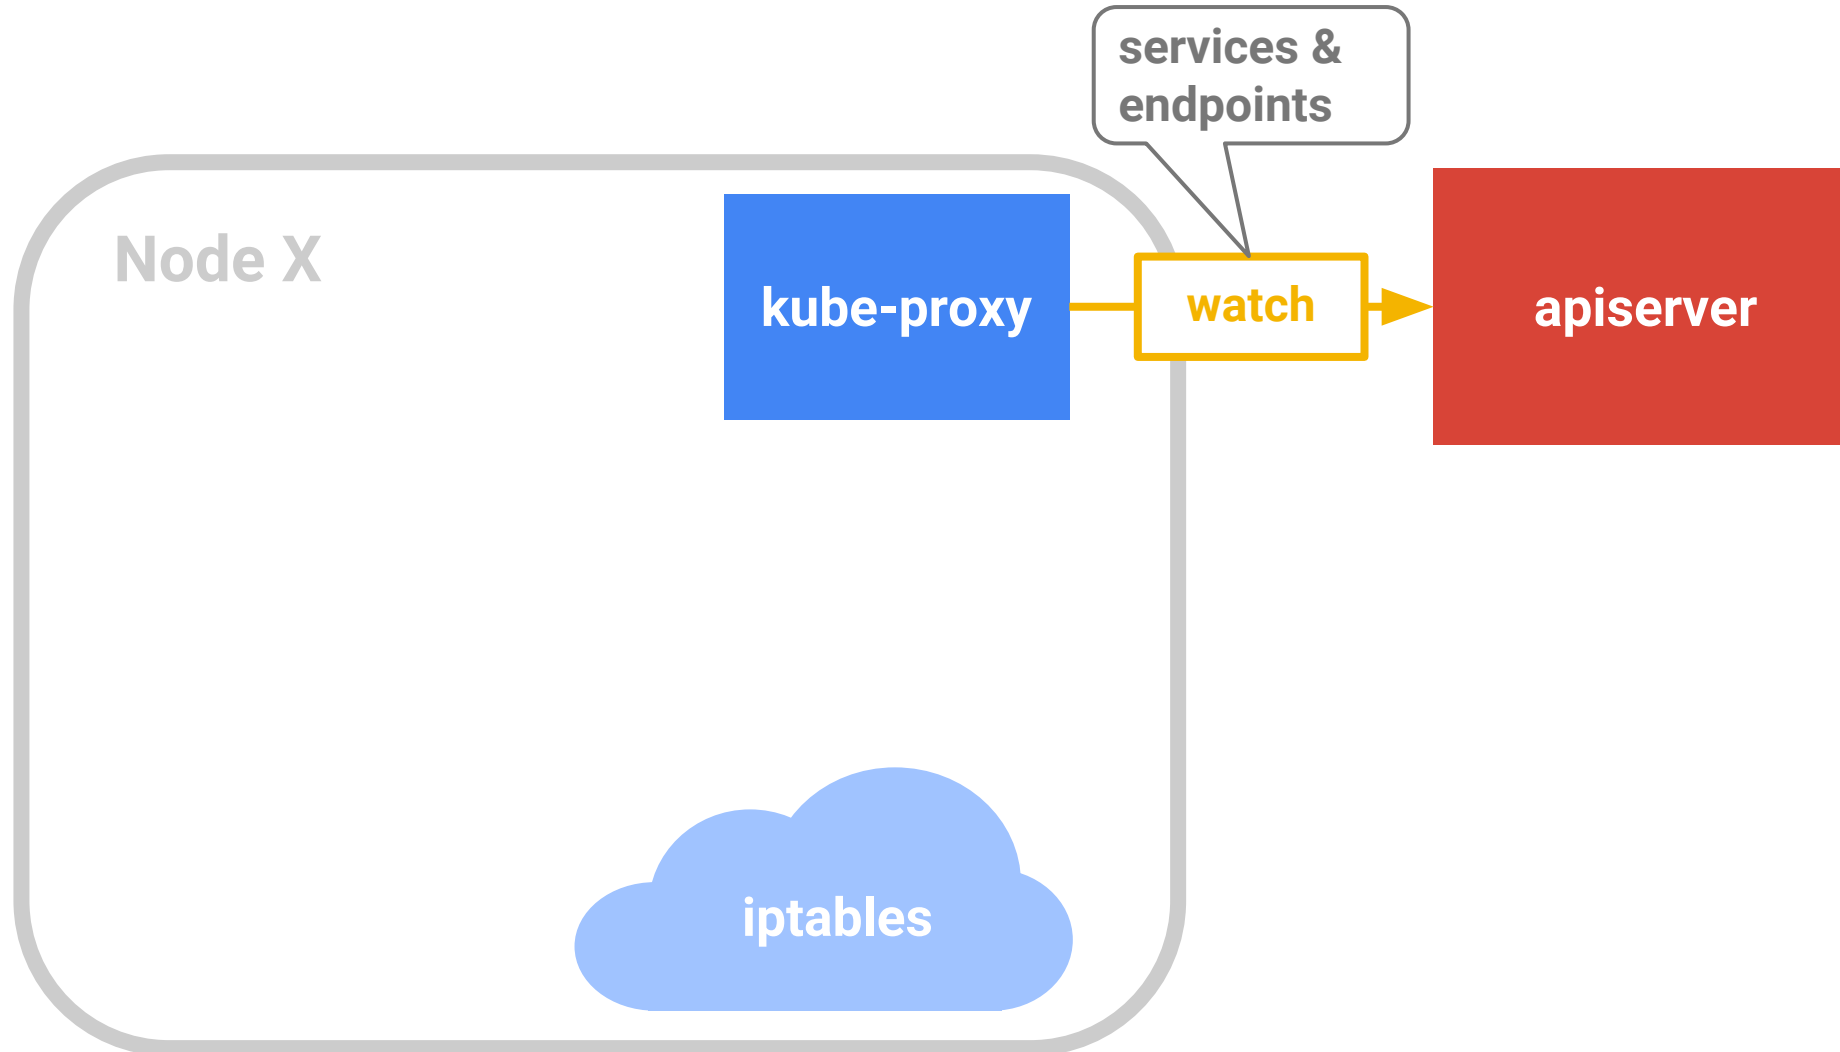 services &
endpoints
Node X
kube-proxy
watch
apiserver
iptables